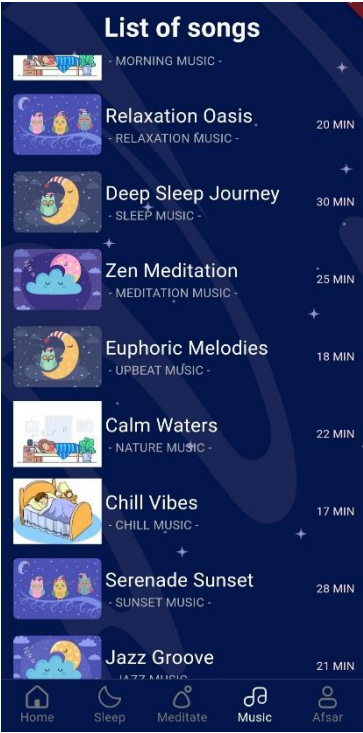 List of songs
- MORNING MUSIC -
Relaxation Oasis
- RELAXATION MUSIC -
20 MIN
Deep Sleep Journey
- SLEEP MUSIC -
30 MIN
Zen Meditation
- MEDITATION MUSIC -
25 MIN
Euphoric Melodies
- UPBEAT MUSIC -
18 MIN
Calm Waters
- NATURE MUSIC -
22 MIN
Chill Vibes
- CHILL MUSIC -
17 MIN
Serenade Sunset
- SUNSET MUSIC -
28 MIN
Jazz Groove
- JAZZ MUSIC -
21 MIN
Home Sleep Meditate Music Afsar